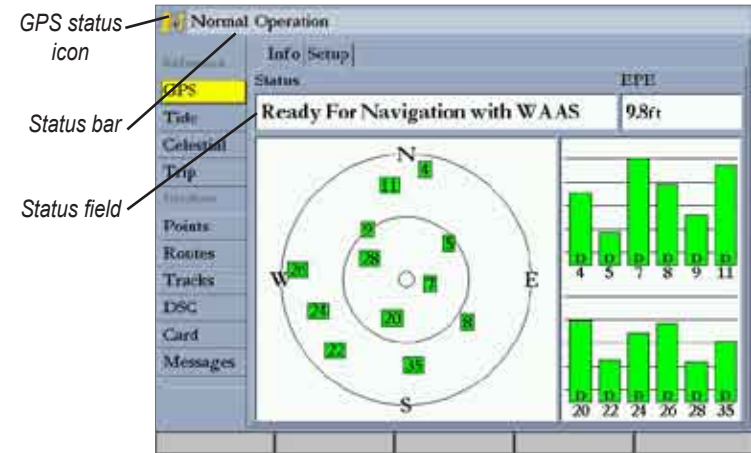 GPS status icon
Normal Operation
Info Setup
Reference
Status EPE
GPS
Status bar
Ready For Navigation with WAAS 9.8ft
Tide
Celestial
Trip
Status field
Points
Routes
Tracks
DSC
Card
Messages
N
W
E
S
4
11
9
5
28
26
7
24
20
8
22
35
D D D D D D
4 5 7 8 9 11
D D D D D D
20 22 24 26 28 35